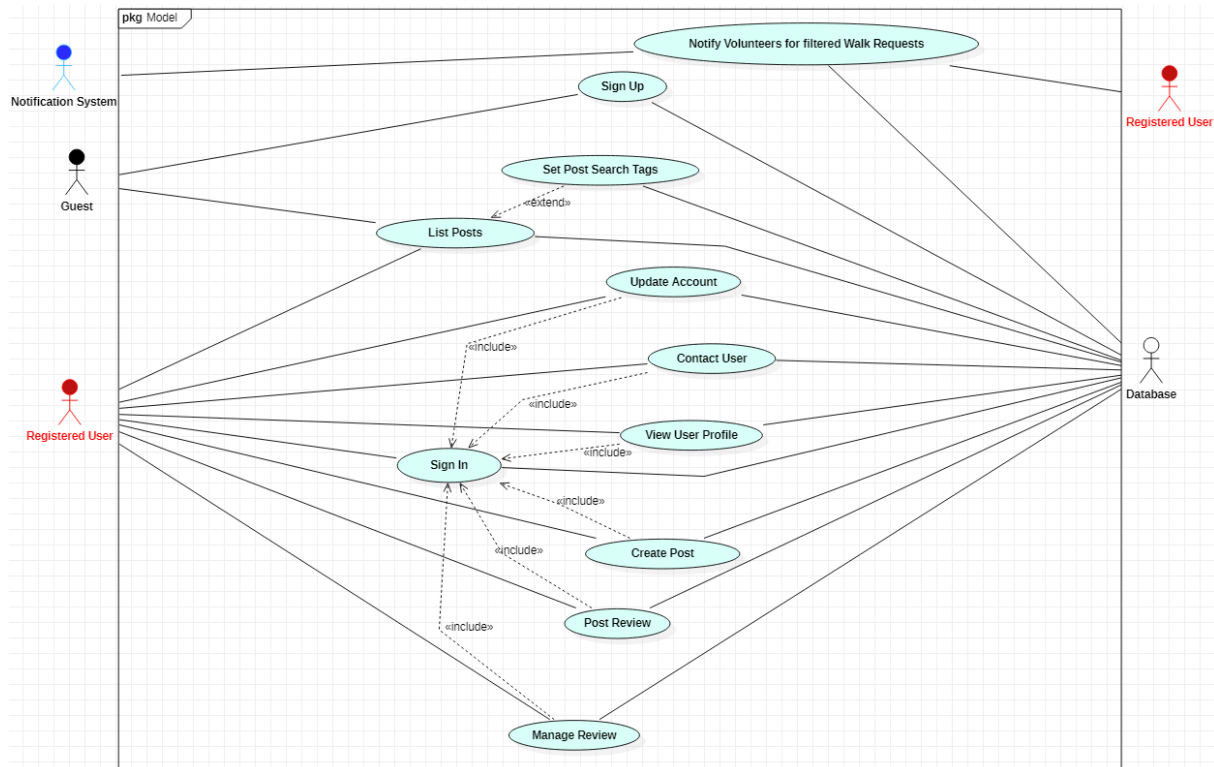 pkg Model
Notify Volunteers for filtered Walk Requests
Notification System
Sign Up
Registered User
Guest
Set Post Search Tags
«extend»
List Posts
Update Account
«include»
Contact User
Database
«include»
Registered User
View User Profile
«include»
Sign In
«include»
Create Post
«include»
Post Review
«include»
Manage Review